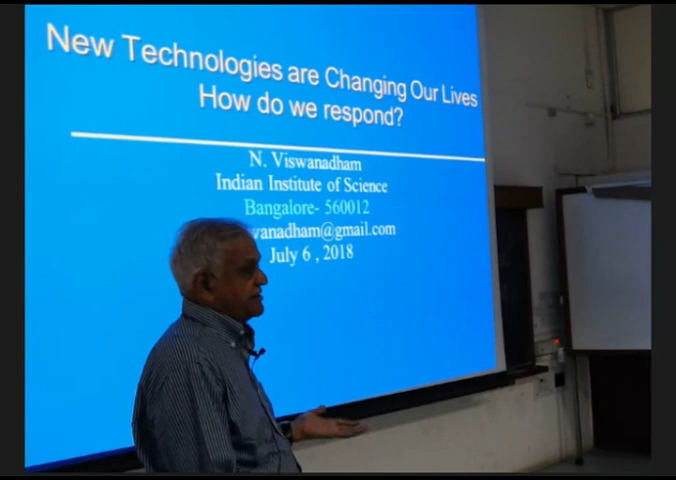 New Technologies are Changing Our Lives
How do we respond?
N. Viswanadham
Indian Institute of Science
Bangalore- 560012
vanadham@gmail.com
July 6 , 2018